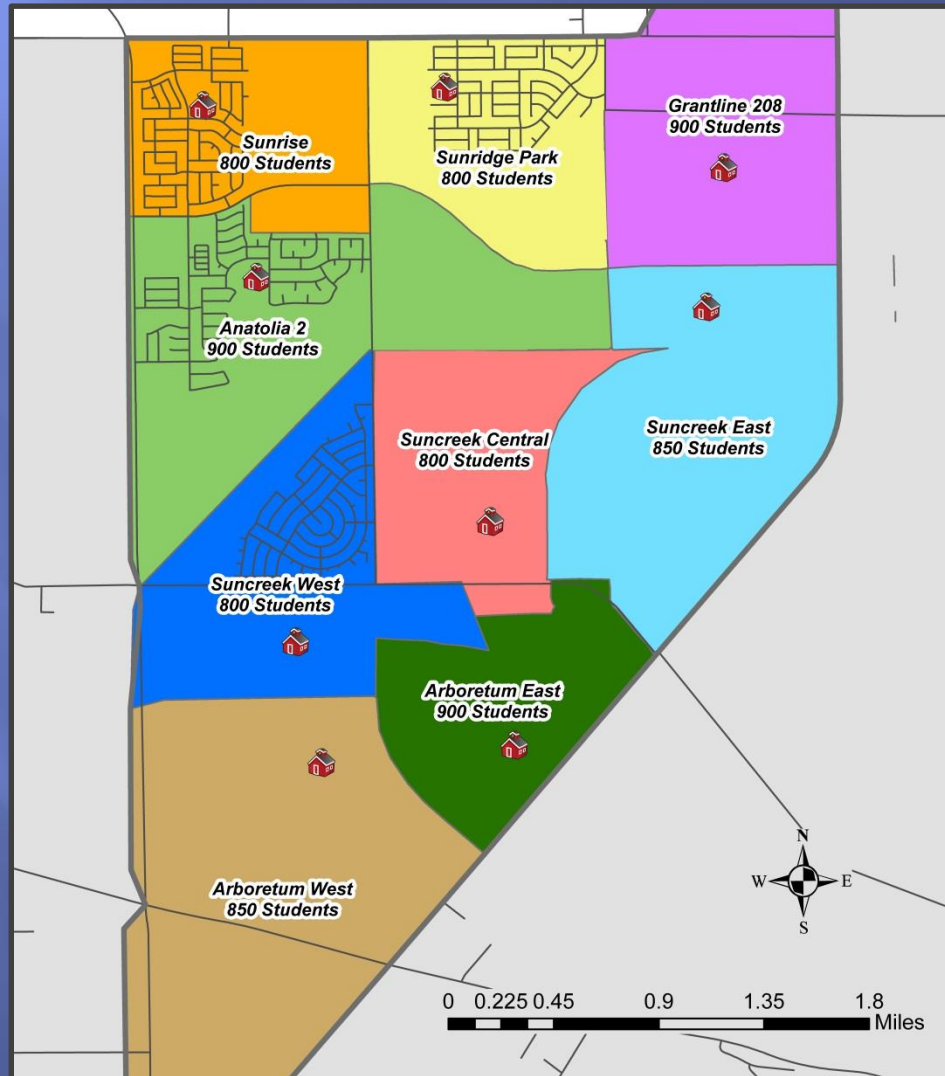 Grantline 208
900 Students
Sunrise
800 Students
Sunridge Park
800 Students
Anatolia 2
900 Students
Suncreek Central
800 Students
Suncreek East
850 Students
Suncreek West
800 Students
Arboretum East
900 Students
Arboretum West
850 Students
N
W
E
S
0 0.225 0.45 0.9 1.35 1.8
Miles